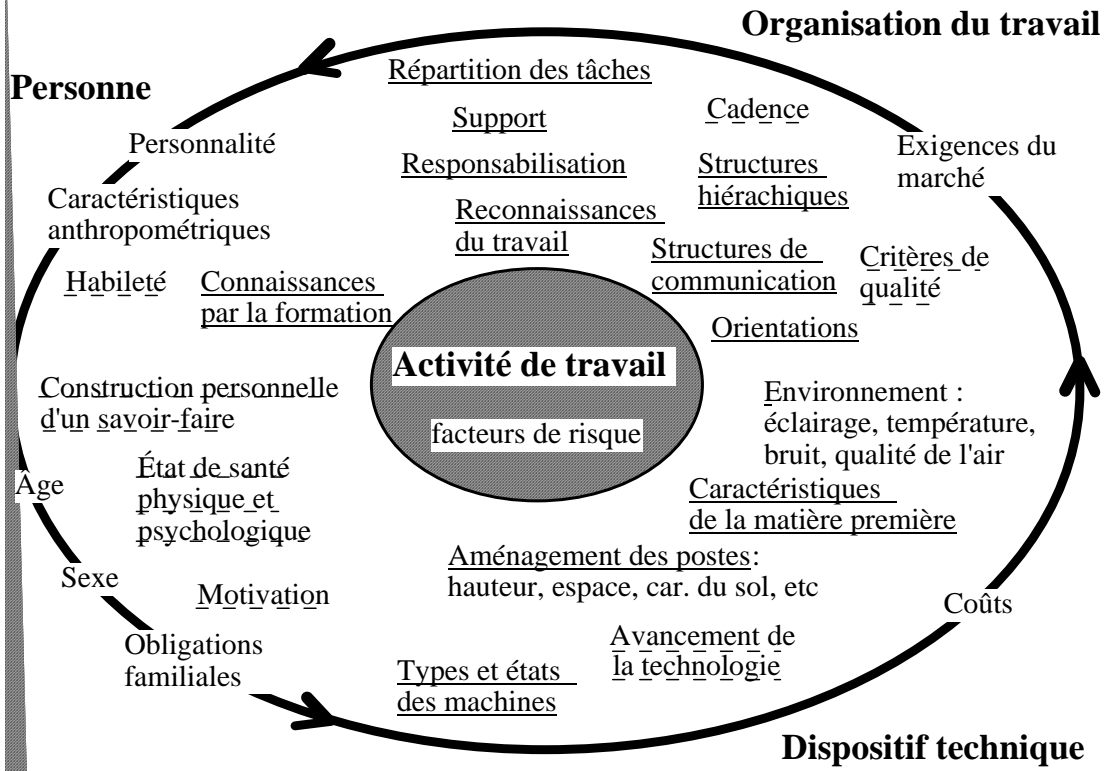 Organisation du travail
Répartition des tâches
Personne
Support
Cadence
Personnalité
Exigences du
marché
Responsabilisation
Structures
hiérachiques
Caractéristiques
anthropométriques
Reconnaissances
du travail
Structures de
communication
Critères de
qualité
Habileté
Connaissances
par la formation
Orientations
Activité de travail
facteurs de risque
Construction personnelle
d'un savoir-faire
Environnement :
éclairage, température,
bruit, qualité de l'air
Âge
État de santé
physique et
psychologique
Caractéristiques
de la matière première
Aménagement des postes:
hauteur, espace, car. du sol, etc
Sexe
Motivation
Coûts
Obligations
familiales
Avancement de
la technologie
Types et états
des machines
Dispositif technique